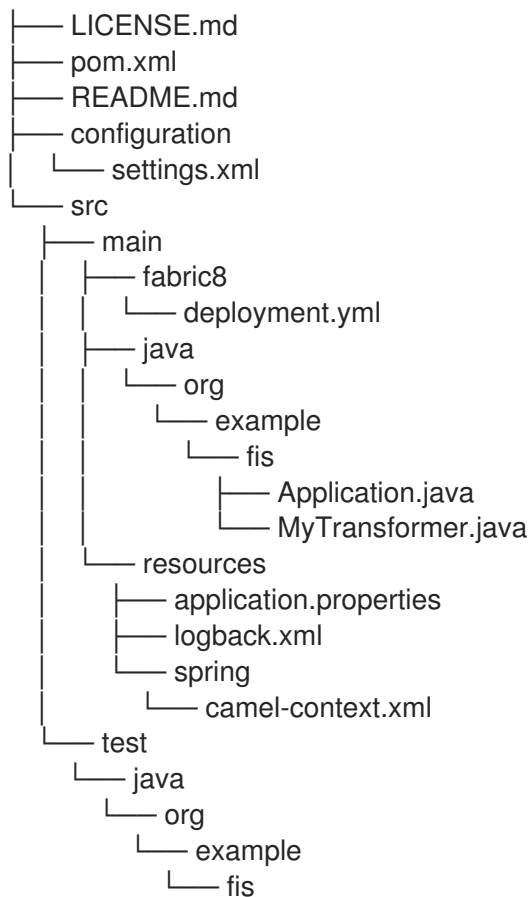 ├── LICENSE.md
├── pom.xml
├── README.md
├── configuration
│   └── settings.xml
└── src
    ├── main
    │   ├── fabric8
    │   │   └── deployment.yml
    │   ├── java
    │   │   └── org
    │   │       └── example
    │   │           └── fis
    │   │               ├── Application.java
    │   │               └── MyTransformer.java
    │   └── resources
    │       ├── application.properties
    │       ├── logback.xml
    │       └── spring
    │           └── camel-context.xml
    └── test
        └── java
            └── org
                └── example
                    └── fis